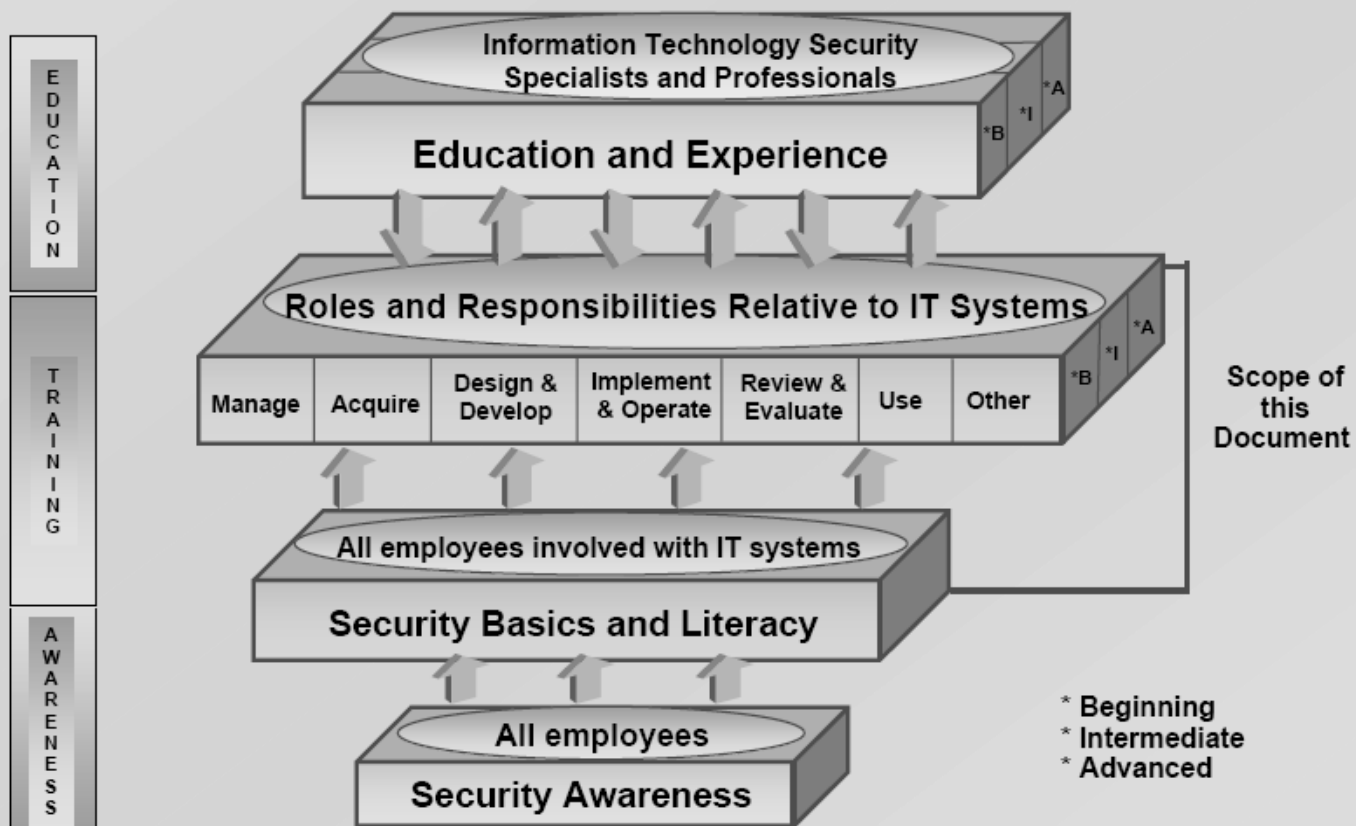 EDUCATION
Information Technology Security
Specialists and Professionals
*B
*I
*A
Education and Experience
TRAINING
Roles and Responsibilities Relative to IT Systems
*B
*I
*A
Manage
Acquire
Design &
Develop
Implement
& Operate
Review &
Evaluate
Use
Other
Scope of
this
Document
All employees involved with IT systems
Security Basics and Literacy
AWARENESS
All employees
Security Awareness
* Beginning
* Intermediate
* Advanced